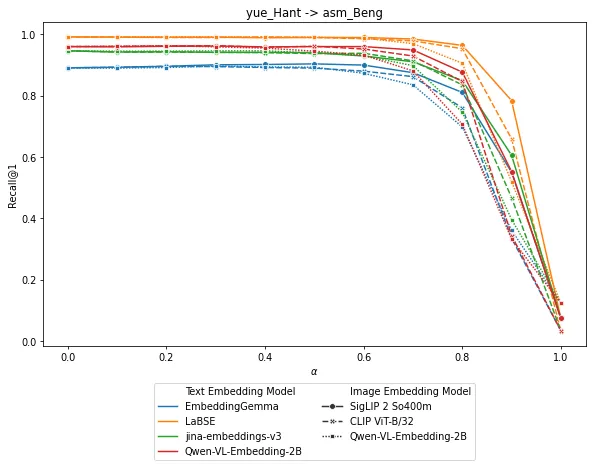 yue_Hant -> asm_Beng
Recall@1
1.0
0.8
0.6
0.4
0.2
0.0
0.0 0.2 0.4 0.6 0.8 1.0
α
Text Embedding Model Image Embedding Model
EmbeddingGemma SigLIP 2 So400m
LaBSE CLIP ViT-B/32
jina-embeddings-v3 Qwen-VL-Embedding-2B
Qwen-VL-Embedding-2B